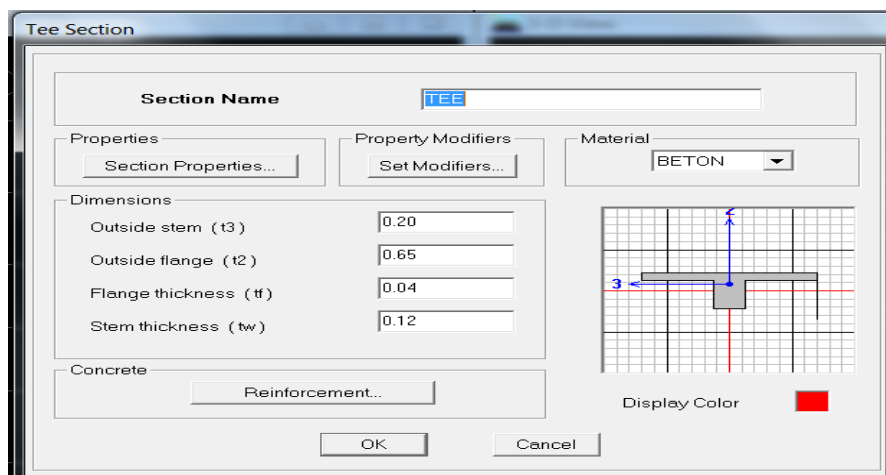 Tee Section
Section Name TEE
Properties Property Modifiers Material
Section Properties... Set Modifiers... BETON
Dimensions
Outside stem (t3) 0.20
Outside flange (t2) 0.65
Flange thickness (tf) 0.04
Stem thickness (tw) 0.12
2
3
Concrete
Reinforcement...
Display Color
OK Cancel